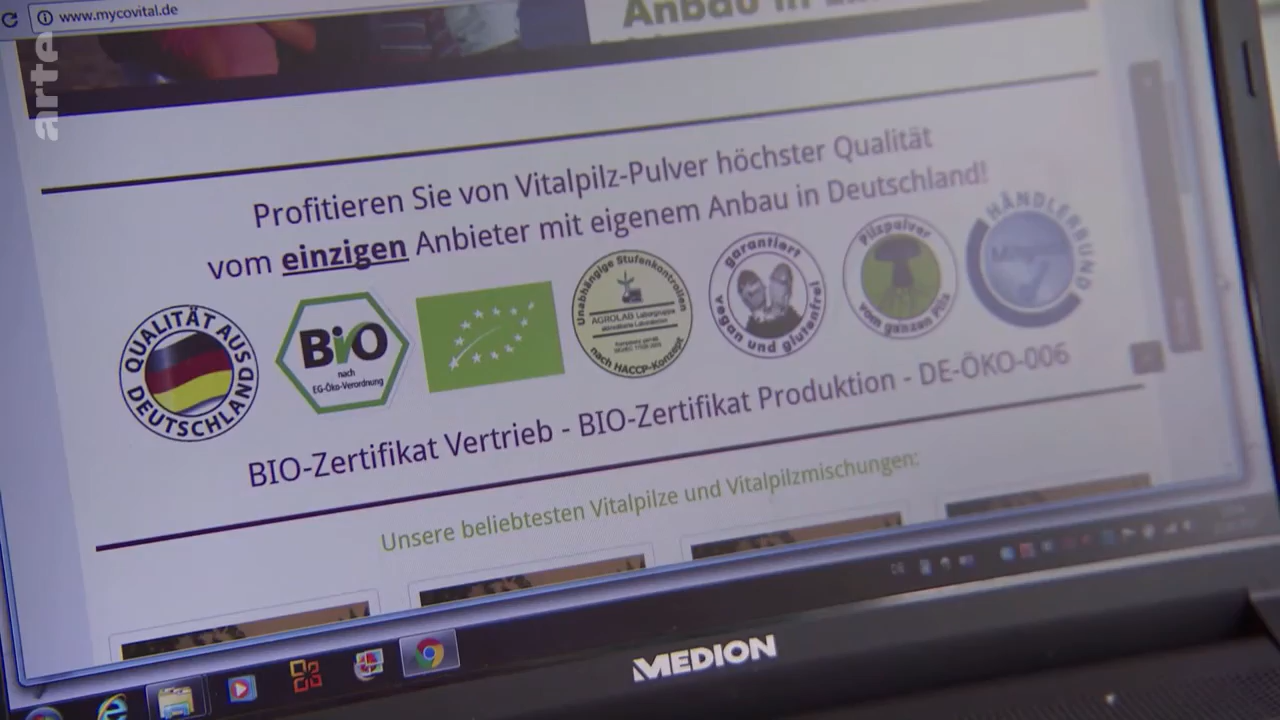 www.mycovital.de
arte
Anbau in
Profitieren Sie von Vitalpilz-Pulver höchster Qualität
vom einzigen Anbieter mit eigenem Anbau in Deutschland!
QUALITÄT AUS DEUTSCHLAND
BiO
nach
EG-Öko-Verordnung
Unabhängige Stufenkontrollen
AGROLAB Laborgruppe
nach HACCP-Konzept
garantiert
vegan und glutenfrei
Pilzpulver
vom ganzen Pilz
HÄNDLERBUND
Mitglied
BIO-Zertifikat Vertrieb - BIO-Zertifikat Produktion - DE-ÖKO-006
Unsere beliebtesten Vitalpilze und Vitalpilzmischungen:
DE
MEDION